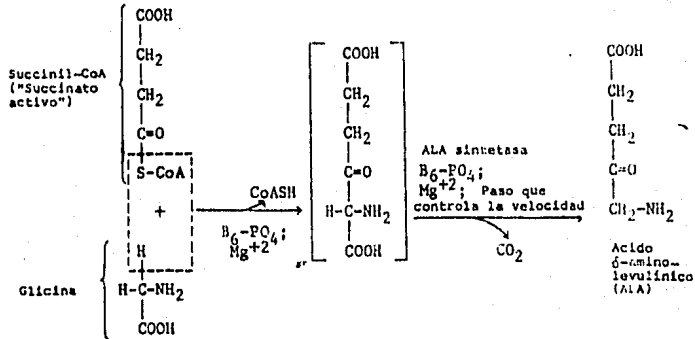 COOH
CH2
CH2
C=O
S-CoA
Succinil-CoA
("Succinato
activo")
+
H
H-C-NH2
COOH
Glicina
CoASH
B6-PO4;
Mg+2;
COOH
CH2
CH2
C=O
H-C-NH2
COOH
ALA sintetasa
B6-PO4;
Mg+2; Paso que
controla la velocidad
CO2
COOH
CH2
CH2
C=O
CH2-NH2
Acido
δ-amino-
levulínico
(ALA)